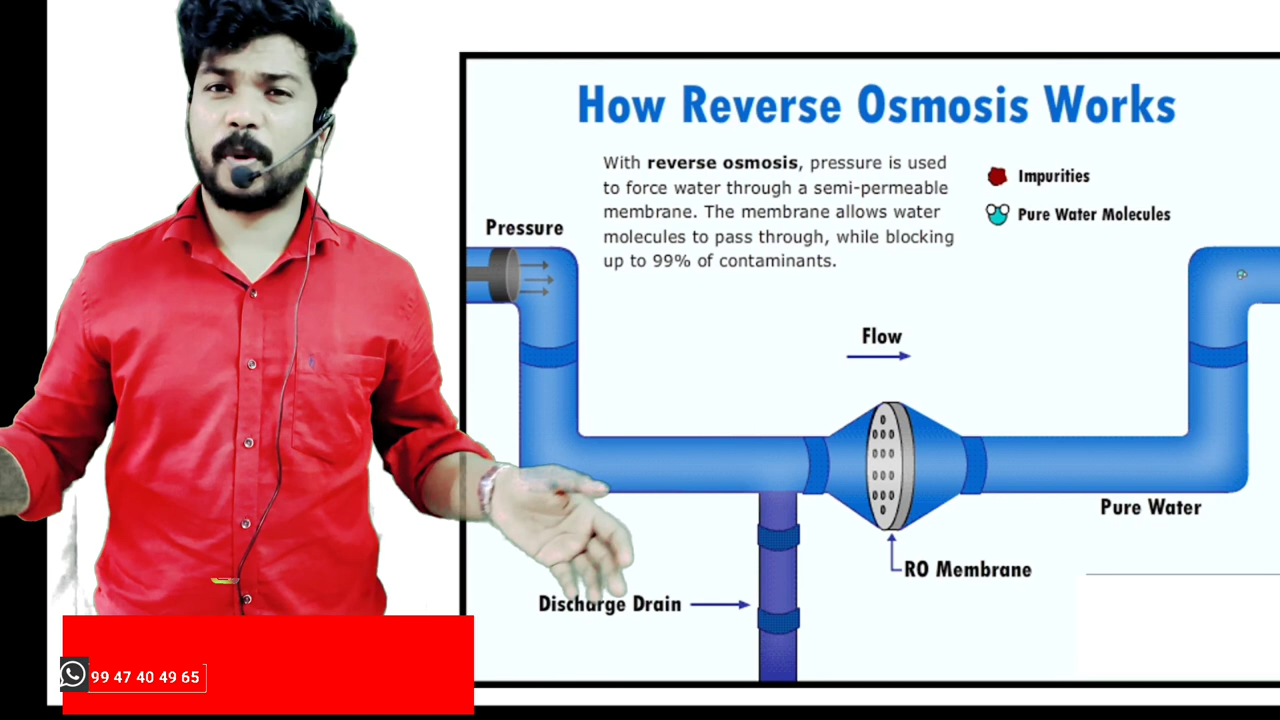 How Reverse Osmosis Works
With reverse osmosis, pressure is used
to force water through a semi-permeable
membrane. The membrane allows water
molecules to pass through, while blocking
up to 99% of contaminants.
Impurities
Pure Water Molecules
Pressure
Flow
Pure Water
RO Membrane
Discharge Drain
99 47 40 49 65